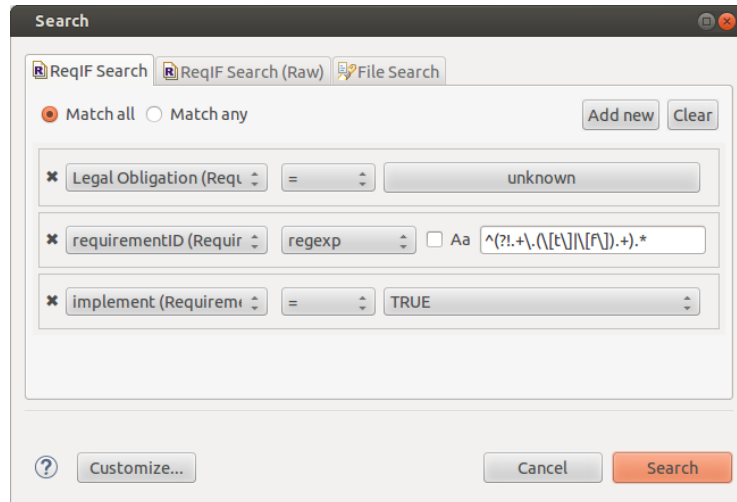 Search
ReqIF Search ReqIF Search (Raw) File Search
Match all Match any Add new Clear
Legal Obligation (Requ = unknown
requirementID (Requir regexp Aa ^(?!.+\.(\[t\]|\[f\]).+).*
implement (Requireme = TRUE
Customize... Cancel Search